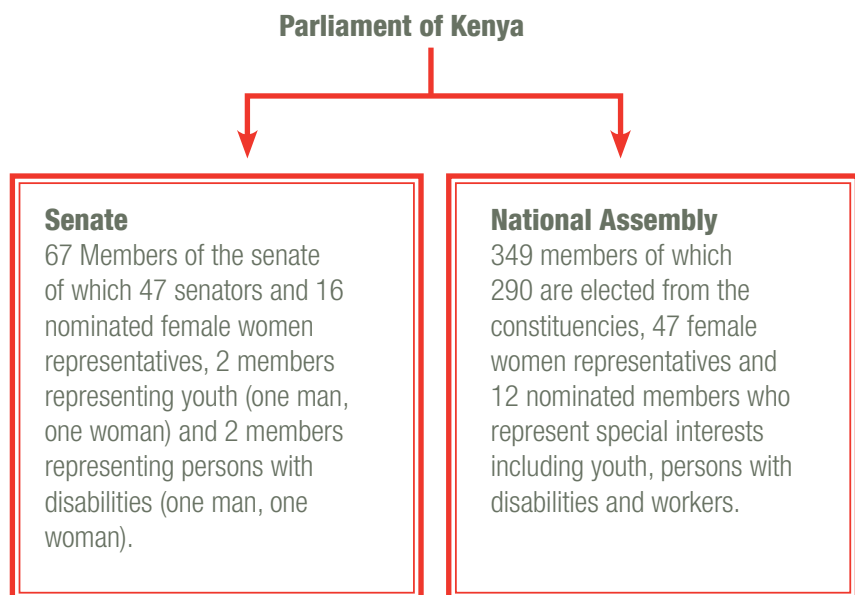 Parliament of Kenya
Senate
67 Members of the senate
of which 47 senators and 16
nominated female women
representatives, 2 members
representing youth (one man,
one woman) and 2 members
representing persons with
disabilities (one man, one
woman).
National Assembly
349 members of which
290 are elected from the
constituencies, 47 female
women representatives and
12 nominated members who
represent special interests
including youth, persons with
disabilities and workers.